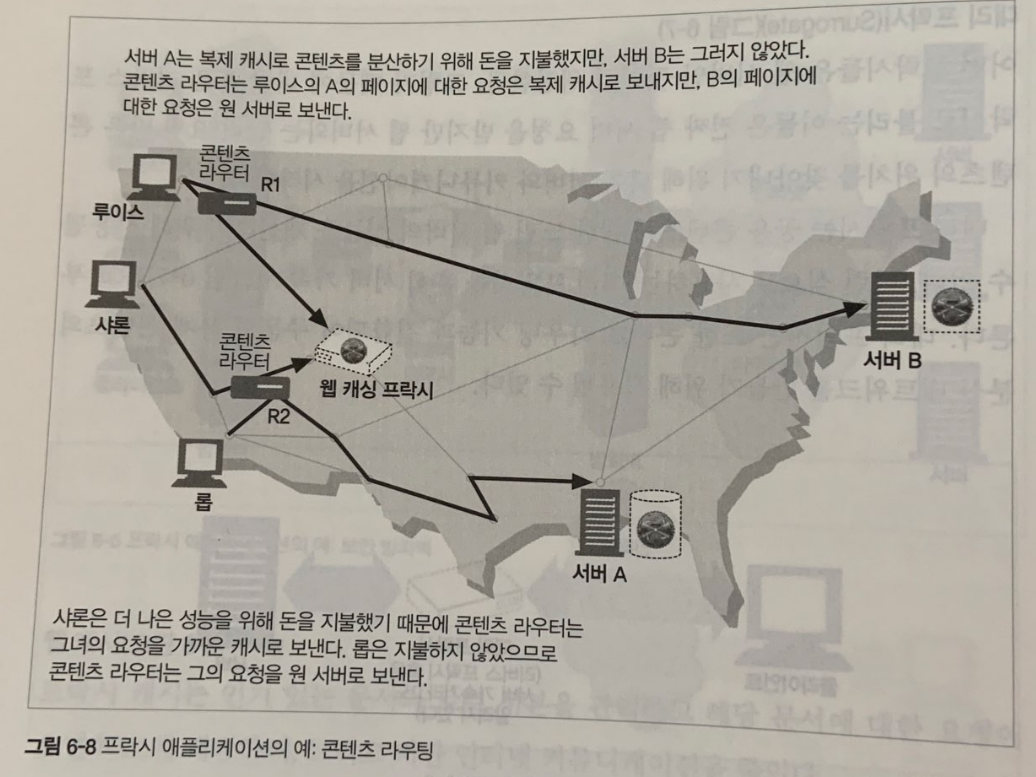 서버 A는 복제 캐시로 콘텐츠를 분산하기 위해 돈을 지불했지만, 서버 B는 그러지 않았다.
콘텐츠 라우터는 루이스의 A의 페이지에 대한 요청은 복제 캐시로 보내지만, B의 페이지에
대한 요청은 원 서버로 보낸다.
콘텐츠
라우터
R1
루이스
샤론
콘텐츠
라우터
웹 캐싱 프락시
R2
서버 B
롭
서버 A
샤론은 더 나은 성능을 위해 돈을 지불했기 때문에 콘텐츠 라우터는
그녀의 요청을 가까운 캐시로 보낸다. 롭은 지불하지 않았으므로
콘텐츠 라우터는 그의 요청을 원 서버로 보낸다.
그림 6-8 프락시 애플리케이션의 예: 콘텐츠 라우팅